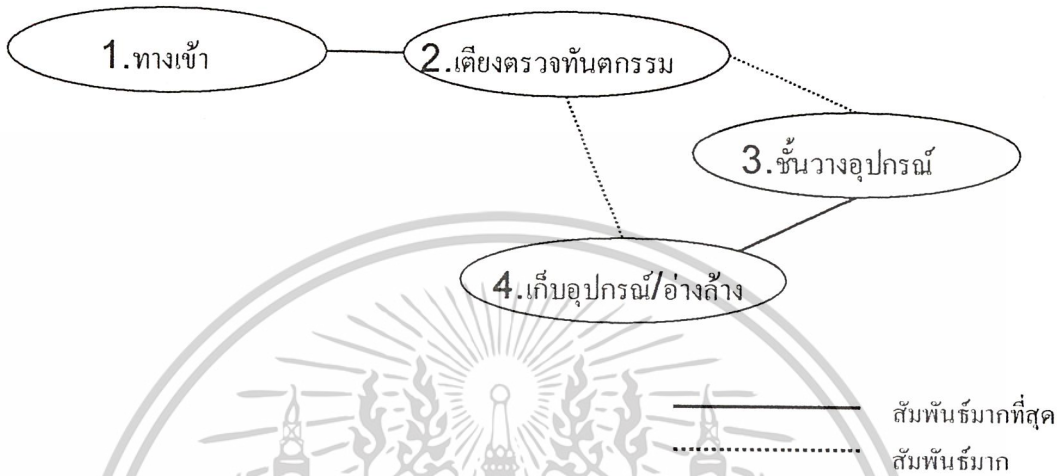 1.ทางเข้า
2.เตียงตรวจทันตกรรม
3.ชั้นวางอุปกรณ์
4.เก็บอุปกรณ์/อ่างล้าง
สัมพันธ์มากที่สุด
สัมพันธ์มาก